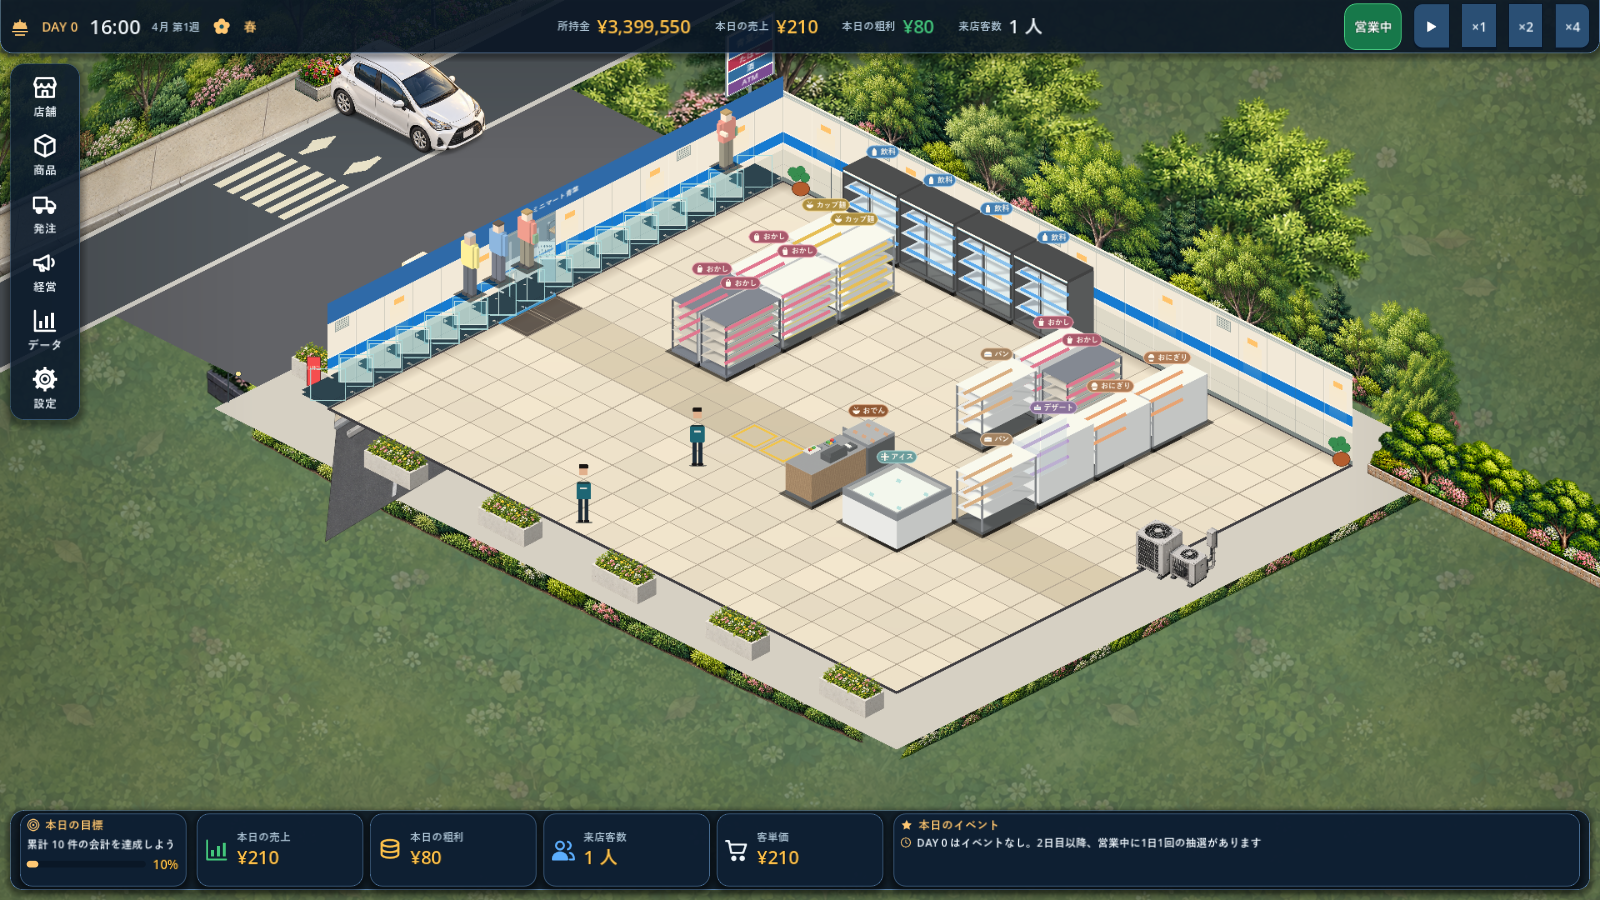 DAY 0 16:00 4月 第1週 春
所持金 ¥3,399,550 本日の売上 ¥210 本日の粗利 ¥80 来店客数 1 人
営業中 ×1 ×2 ×4
店舗
商品
発注
経営
データ
設定
ATM
飲料
飲料
飲料
飲料
カップ麺
カップ麺
おかし
おかし
おかし
おかし
おかし
おかし
パン
おにぎり
おにぎり
デザート
おでん
パン
アイス
本日の目標
累計 10 件の会計を達成しよう
10%
本日の売上
¥210
本日の粗利
¥80
来店客数
1 人
客単価
¥210
本日のイベント
DAY 0 はイベントなし。2日目以降、営業中に1日1回の抽選があります